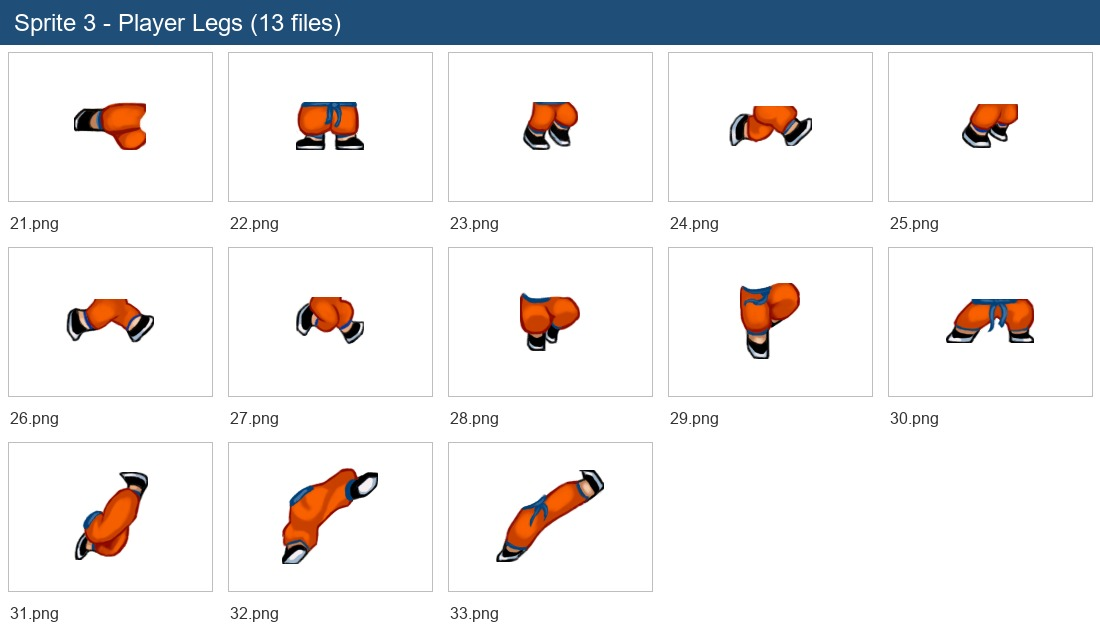 Sprite 3 - Player Legs (13 files)
21.png
22.png
23.png
24.png
25.png
26.png
27.png
28.png
29.png
30.png
31.png
32.png
33.png